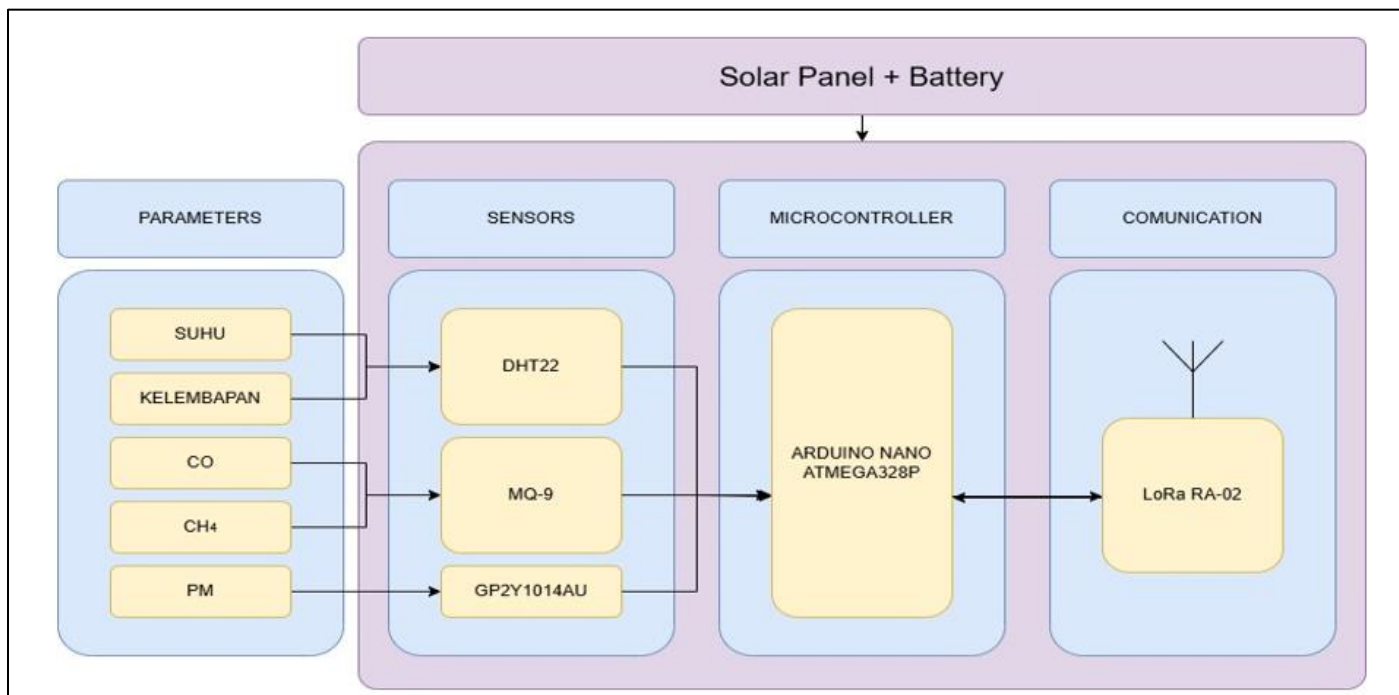 Solar Panel + Battery
PARAMETERS
SENSORS
MICROCONTROLLER
COMUNICATION
SUHU
KELEMBAPAN
CO
CH₄
PM
DHT22
MQ-9
GP2Y1014AU
ARDUINO NANO
ATMEGA328P
LoRa RA-02